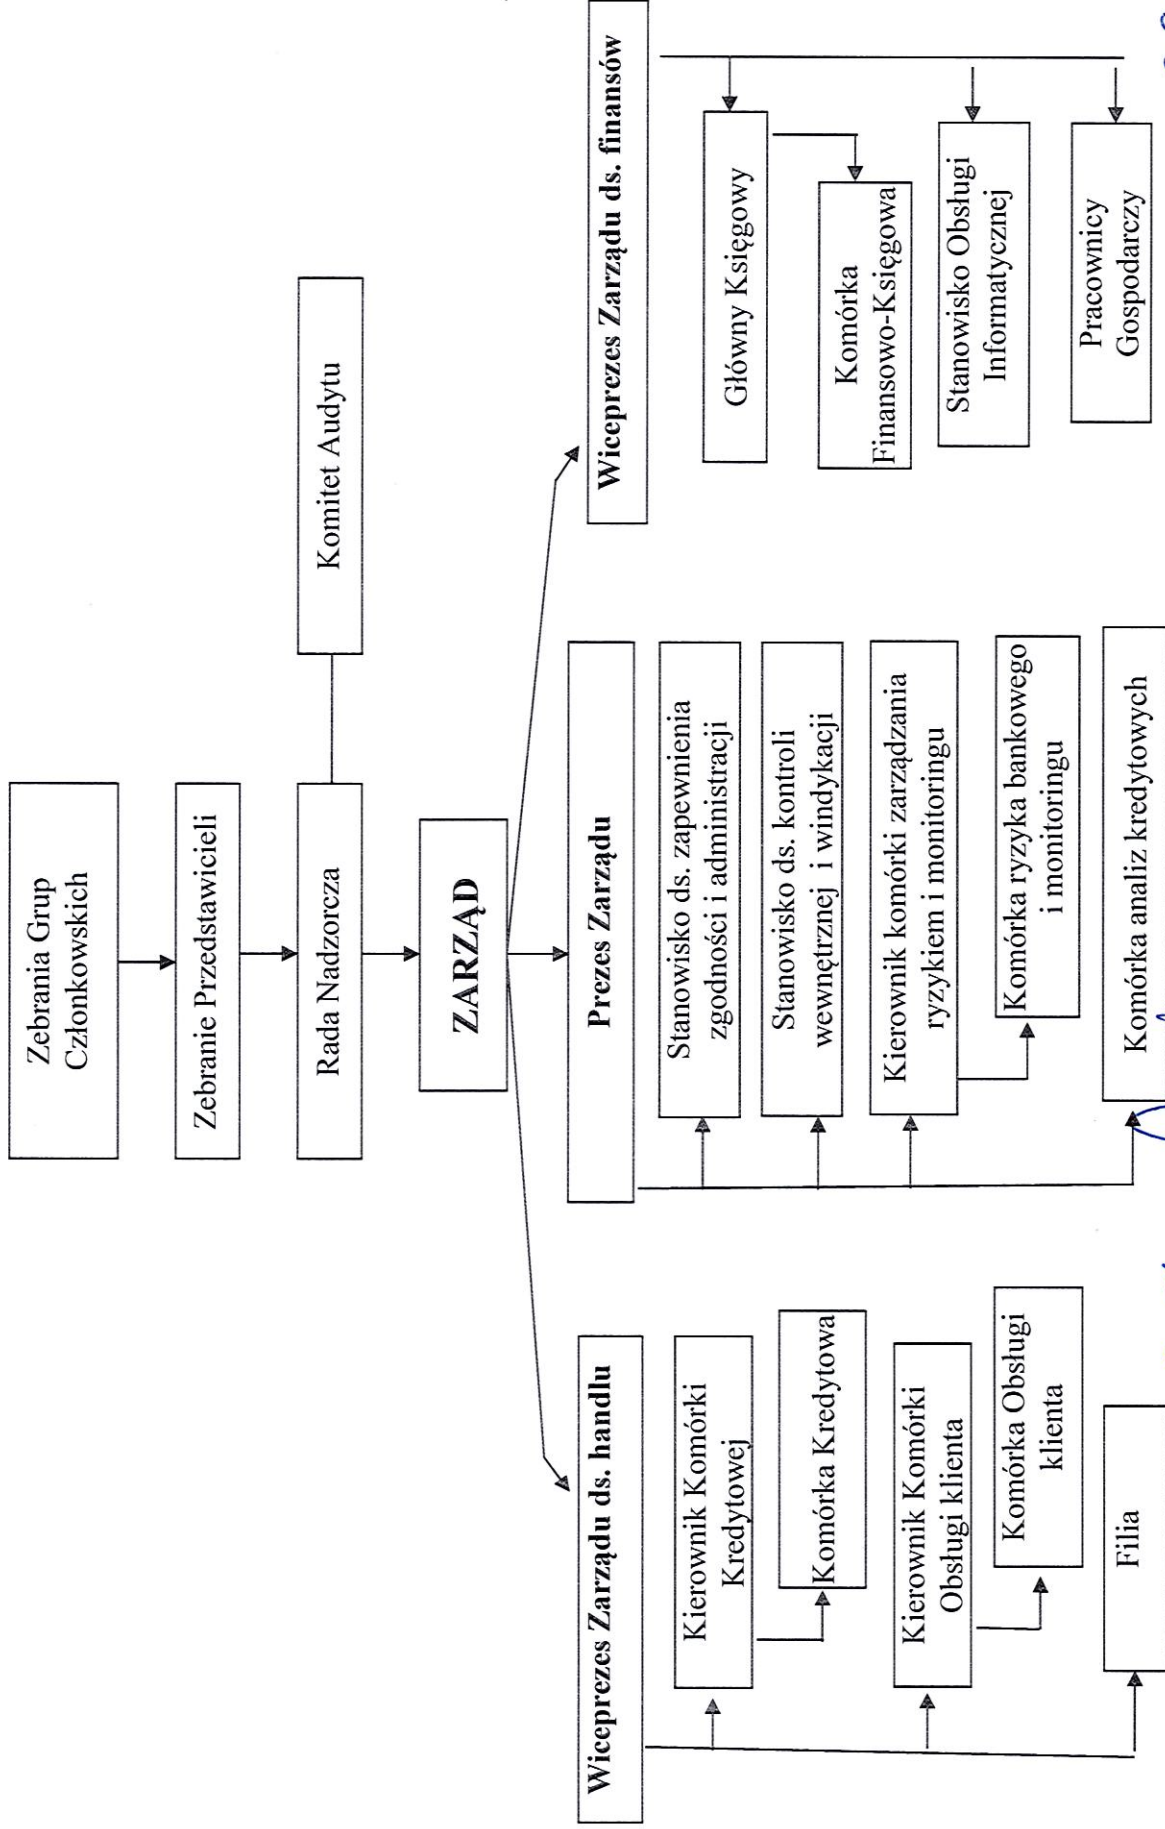 Zebrania Grup
Członkowskich
Zebranie Przedstawicieli
Rada Nadzorcza
Komitet Audytu
ZARZĄD
Wiceprezes Zarządu ds. handlu
Kierownik Komórki
Kredytowej
Komórka Kredytowa
Kierownik Komórki
Obsługi klienta
Komórka Obsługi
klienta
Filia
Prezes Zarządu
Stanowisko ds. zapewnienia
zgodności i administracji
Stanowisko ds. kontroli
wewnętrznej i windykacji
Kierownik komórki zarządzania
ryzykiem i monitoringu
Komórka ryzyka bankowego
i monitoringu
Komórka analiz kredytowych
Wiceprezes Zarządu ds. finansów
Główny Księgowy
Komórka
Finansowo-Księgowa
Stanowisko Obsługi
Informatycznej
Pracownicy
Gospodarczy